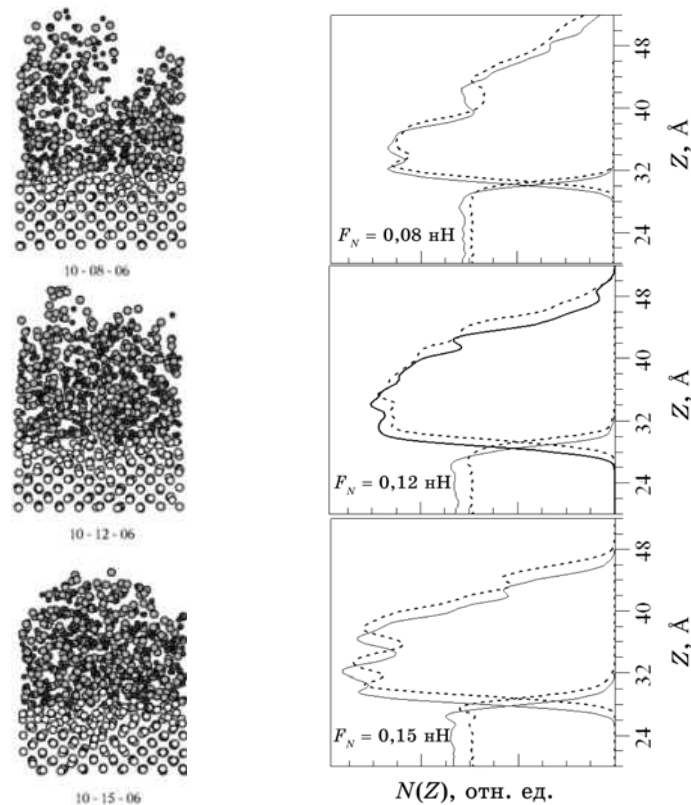 48
40
32
24
Z, Å
F_N = 0,08 нН
10 - 08 - 06
48
40
32
24
Z, Å
F_N = 0,12 нН
10 - 12 - 06
48
40
32
24
Z, Å
F_N = 0,15 нН
10 - 15 - 06
N(Z), отн. ед.